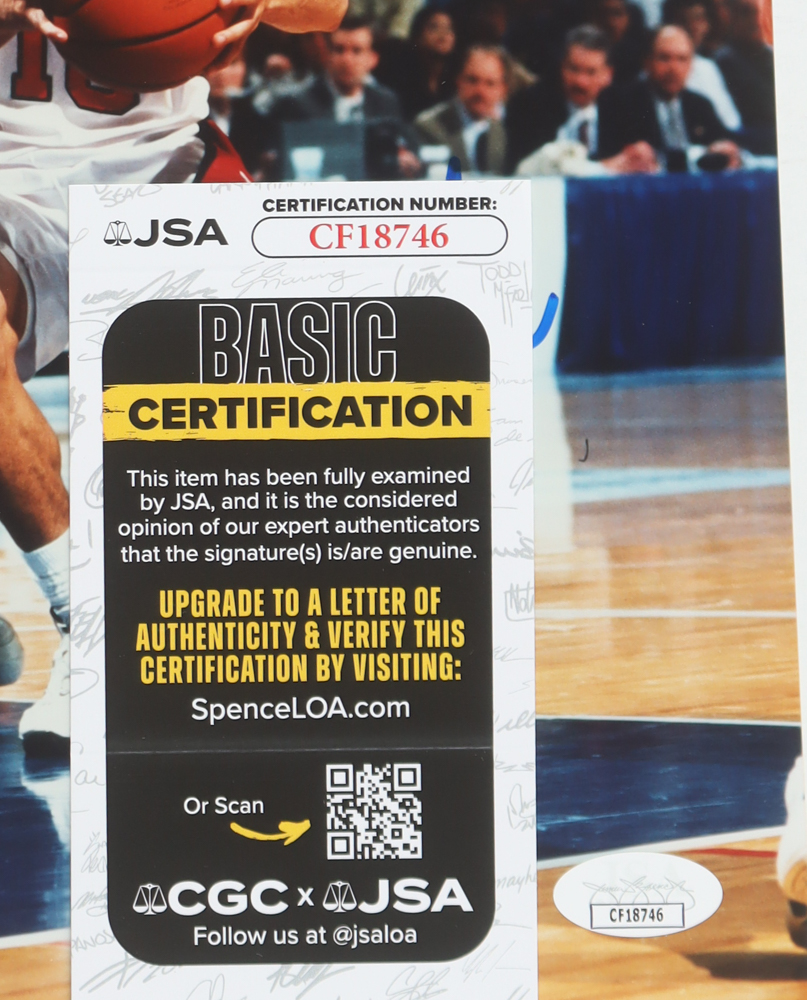 JSA
CERTIFICATION NUMBER:
CF18746
BASIC
CERTIFICATION
This item has been fully examined
by JSA, and it is the considered
opinion of our expert authenticators
that the signature(s) is/are genuine.
UPGRADE TO A LETTER OF
AUTHENTICITY & VERIFY THIS
CERTIFICATION BY VISITING:
SpenceLOA.com
Or Scan
CGC x JSA
Follow us at @jsaloa
CF18746